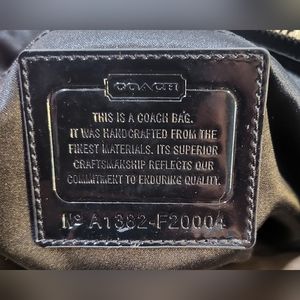 COACH
THIS IS A COACH BAG.
IT WAS HANDCRAFTED FROM THE
FINEST MATERIALS. ITS SUPERIOR
CRAFTSMANSHIP REFLECTS OUR
COMMITMENT TO ENDURING QUALITY.
Nº A1382-F20004